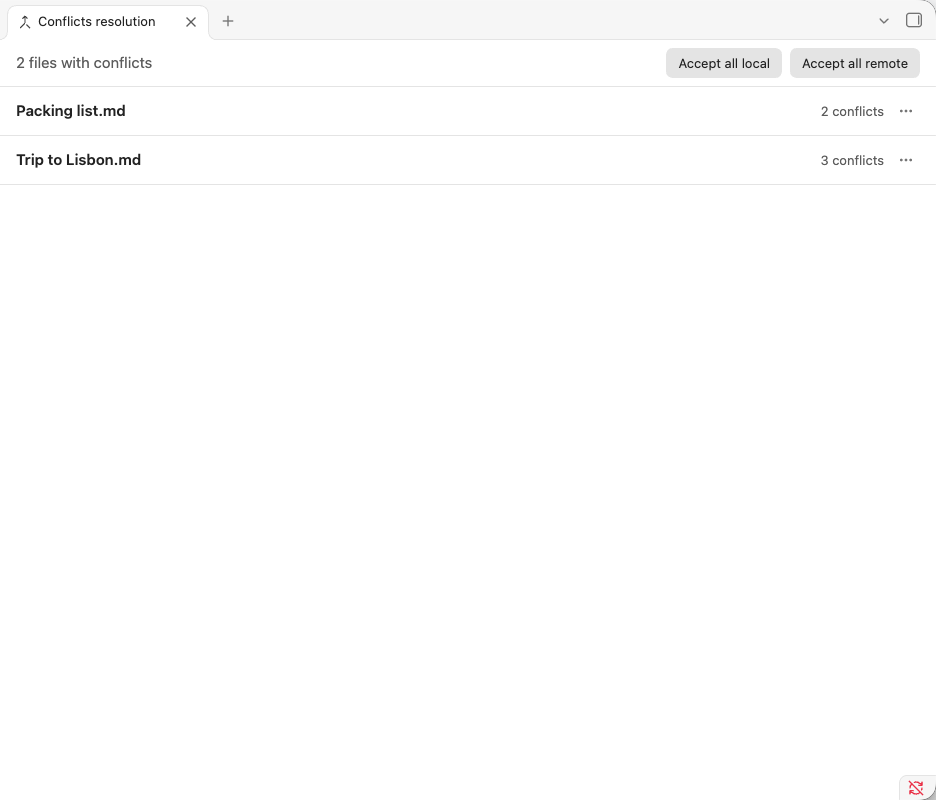 Conflicts resolution
2 files with conflicts
Accept all local
Accept all remote
Packing list.md
2 conflicts
Trip to Lisbon.md
3 conflicts